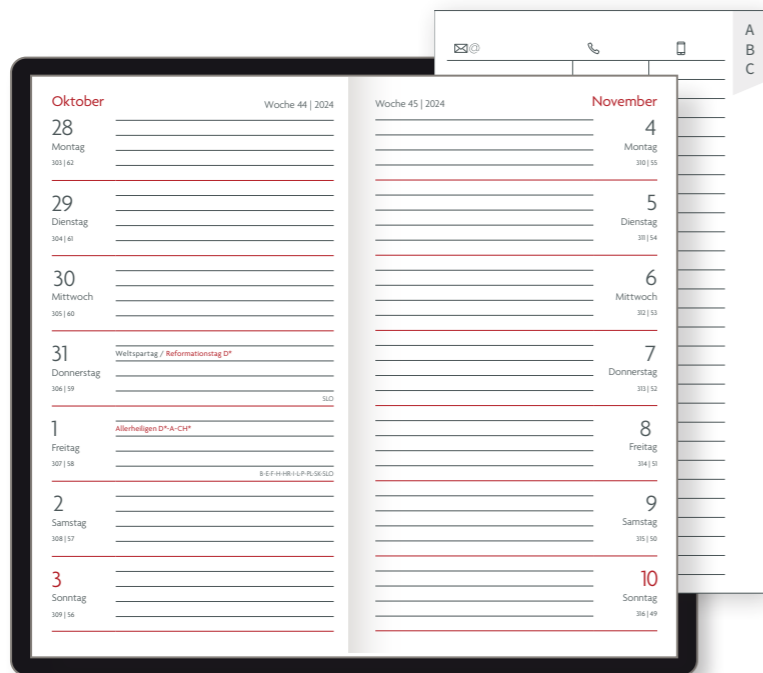 A
B
C
@
Oktober
Woche 44 | 2024
28
Montag
303 | 62
29
Dienstag
304 | 61
30
Mittwoch
305 | 60
31
Weltspartag / Reformationstag D*
Donnerstag
306 | 59
SLO
1
Allerheiligen D*-A-CH*
Freitag
307 | 58
B-E-F-H-HR-I-L-P-PL-SK-SLO
2
Samstag
308 | 57
3
Sonntag
309 | 56
Woche 45 | 2024
November
4
Montag
310 | 55
5
Dienstag
311 | 54
6
Mittwoch
312 | 53
7
Donnerstag
313 | 52
8
Freitag
314 | 51
9
Samstag
315 | 50
10
Sonntag
316 | 49